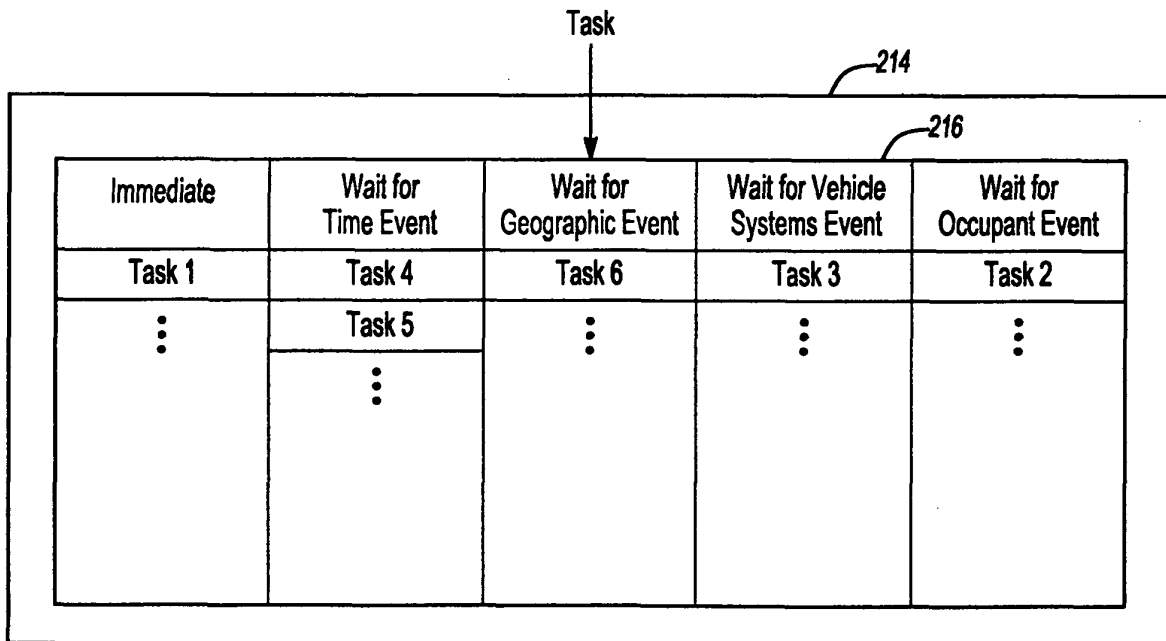 Task
214
216
Immediate
Wait for
Time Event
Wait for
Geographic Event
Wait for Vehicle
Systems Event
Wait for
Occupant Event
Task 1
Task 4
Task 6
Task 3
Task 2
Task 5